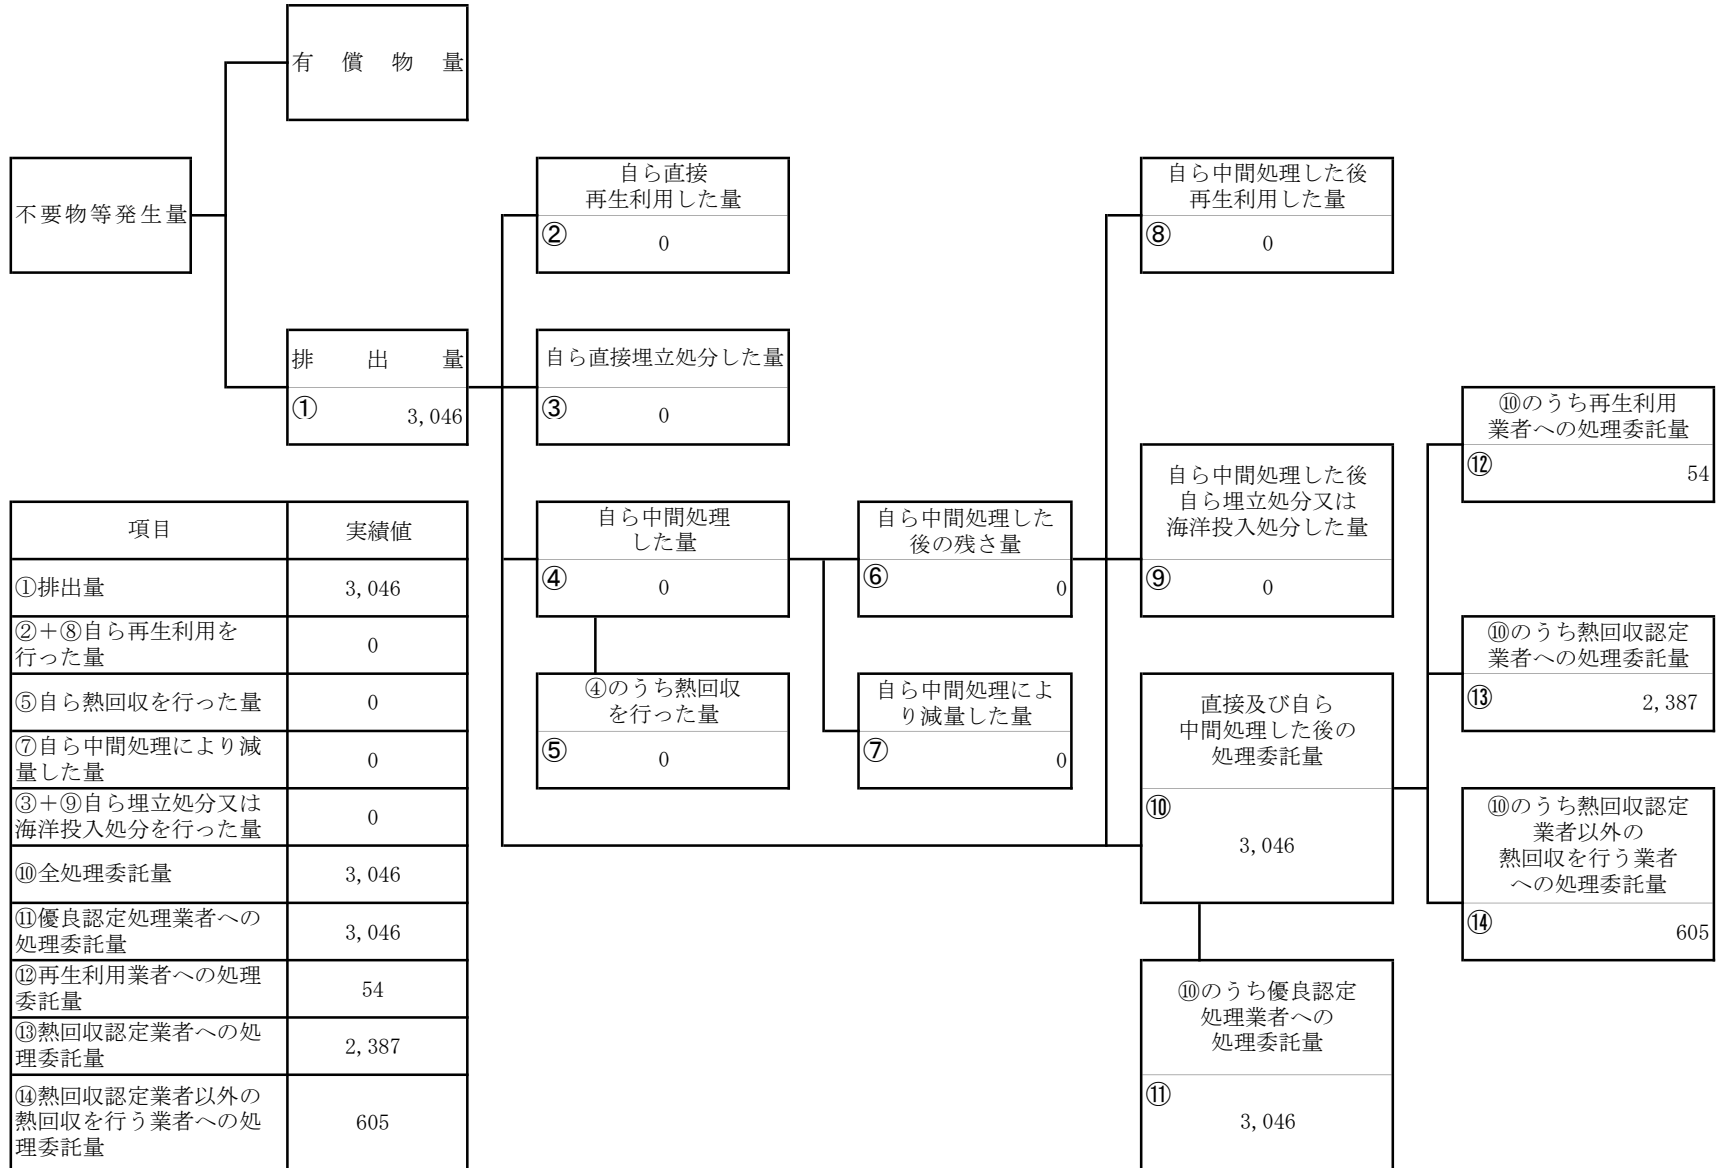 有償物量
不要物等発生量
自ら直接
再生利用した量
② 0
自ら中間処理した後
再生利用した量
⑧ 0
排出量
① 3,046
自ら直接埋立処分した量
③ 0
⑩のうち再生利用
業者への処理委託量
⑫ 54
自ら中間処理
した量
④ 0
自ら中間処理した
後の残さ量
⑥ 0
自ら中間処理した後
自ら埋立処分又は
海洋投入処分した量
⑨ 0
⑩のうち熱回収認定
業者への処理委託量
⑬ 2,387
④のうち熱回収
を行った量
⑤ 0
自ら中間処理によ
り減量した量
⑦ 0
直接及び自ら
中間処理した後の
処理委託量
⑩
3,046
⑩のうち熱回収認定
業者以外の
熱回収を行う業者
への処理委託量
⑭ 605
⑩のうち優良認定
処理業者への
処理委託量
⑪
3,046
項目 実績値
①排出量 3,046
②＋⑧自ら再生利用を
行った量 0
⑤自ら熱回収を行った量 0
⑦自ら中間処理により減
量した量 0
③＋⑨自ら埋立処分又は
海洋投入処分を行った量 0
⑩全処理委託量 3,046
⑪優良認定処理業者への
処理委託量 3,046
⑫再生利用業者への処理
委託量 54
⑬熱回収認定業者への処
理委託量 2,387
⑭熱回収認定業者以外の
熱回収を行う業者への処
理委託量 605